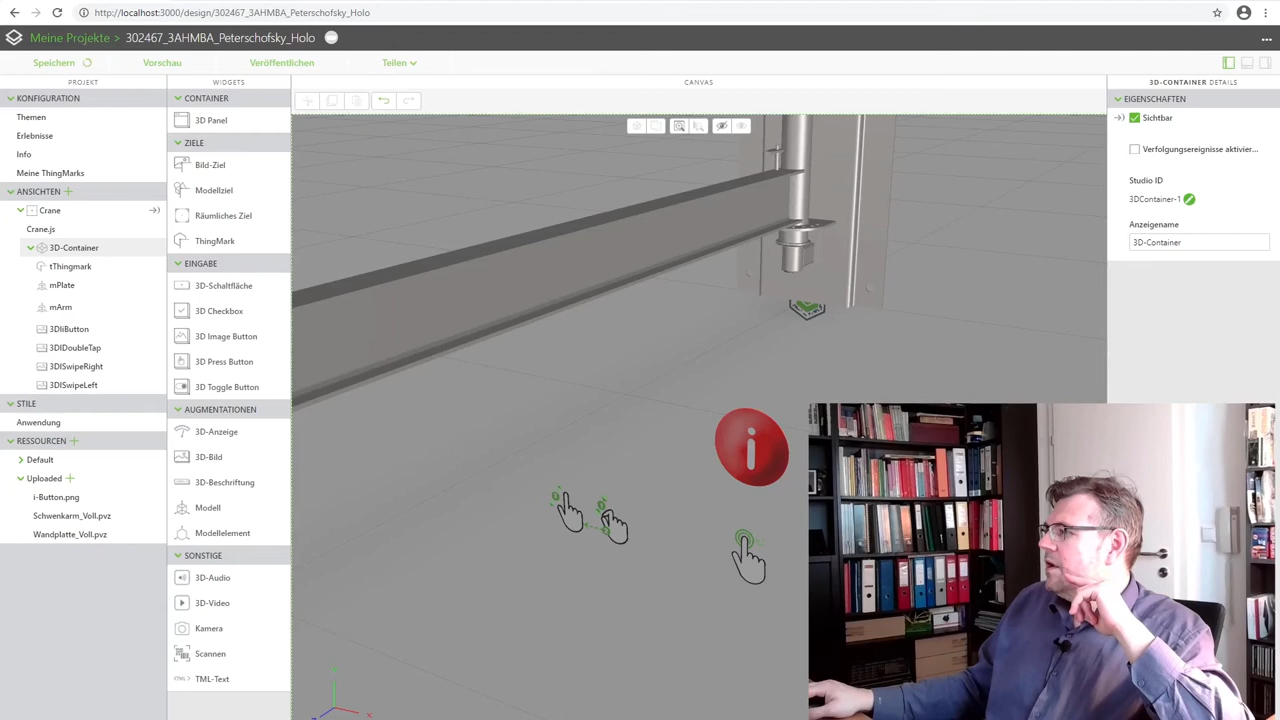 http://localhost:3000/design/302467_3AHMBA_Peterschofsky_Holo
Meine Projekte > 302467_3AHMBA_Peterschofsky_Holo
Speichern
Vorschau
Veröffentlichen
Teilen
PROJEKT
WIDGETS
CANVAS
3D-CONTAINER DETAILS
KONFIGURATION
Themen
Erlebnisse
Info
Meine ThingMarks
ANSICHTEN
Crane
Crane.js
3D-Container
tThingmark
mPlate
mArm
3DIiButton
3DIDoubleTap
3DISwipeRight
3DISwipeLeft
STILE
Anwendung
RESSOURCEN
Default
Uploaded
i-Button.png
Schwenkarm_Voll.pvz
Wandplatte_Voll.pvz
CONTAINER
3D Panel
ZIELE
Bild-Ziel
Modellziel
Räumliches Ziel
ThingMark
EINGABE
3D-Schaltfläche
3D Checkbox
3D Image Button
3D Press Button
3D Toggle Button
AUGMENTATIONEN
3D-Anzeige
3D-Bild
3D-Beschriftung
Modell
Modellelement
SONSTIGE
3D-Audio
3D-Video
Kamera
Scannen
TML-Text
i
X
EIGENSCHAFTEN
Sichtbar
Verfolgungsereignisse aktivier...
Studio ID
3DContainer-1
Anzeigename
3D-Container